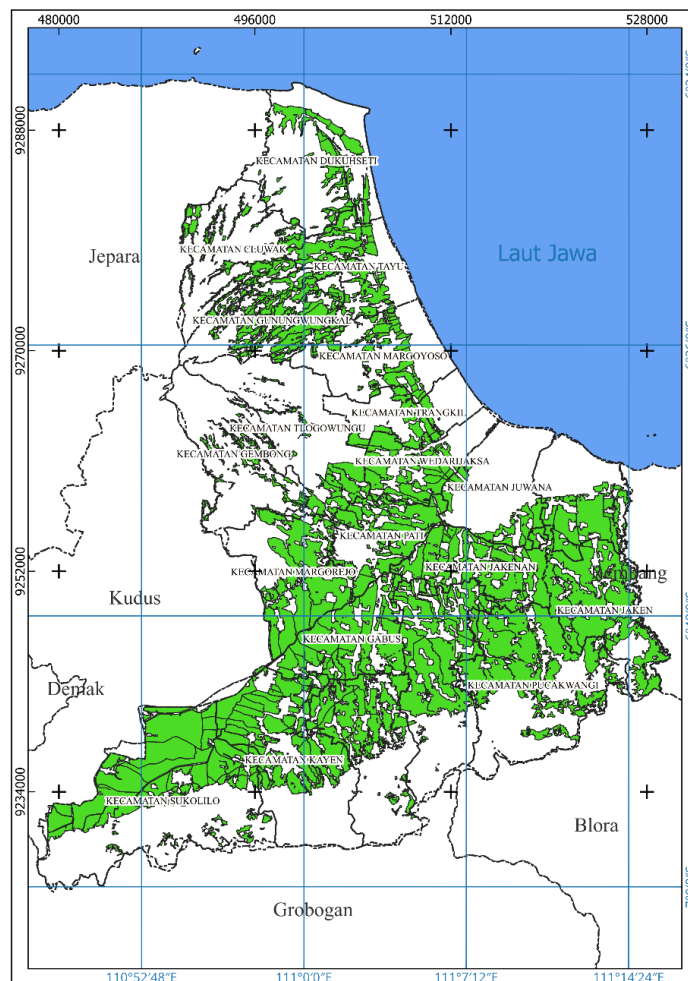 480000 496000 512000 528000
9288000
KECAMATAN DUKUHSETI
Jepara
KECAMATAN CLUWAK
Laut Jawa
KECAMATAN TAYU
KECAMATAN GUNUNGWUNGKAL
9270000
KECAMATAN MARGOYOSO
KECAMATAN TRANGKIL
KECAMATAN TLOGOWUNGU
KECAMATAN GEMBONG
KECAMATAN WEDARIJAKSA
KECAMATAN JUWANA
KECAMATAN PATI
9252000
KECAMATAN MARGOREJO
KECAMATAN JAKENAN
Rembang
Kudus
KECAMATAN JAKEN
KECAMATAN GABUS
Demak
KECAMATAN PUCAKWANGI
KECAMATAN KAYEN
9234000
KECAMATAN SUKOLILO
Blora
Grobogan
110°52'48"E 111°0'0"E 111°7'12"E 111°14'24"E